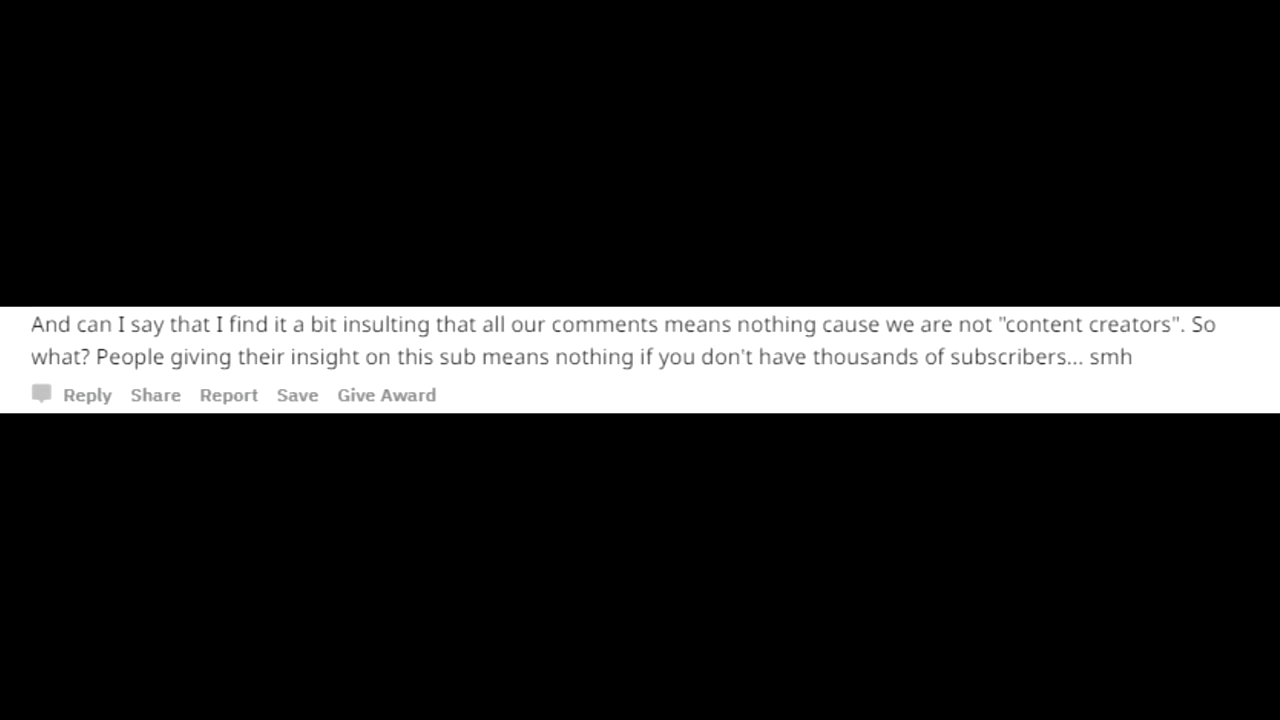 And can I say that I find it a bit insulting that all our comments means nothing cause we are not "content creators". So
what? People giving their insight on this sub means nothing if you don't have thousands of subscribers... smh
Reply Share Report Save Give Award